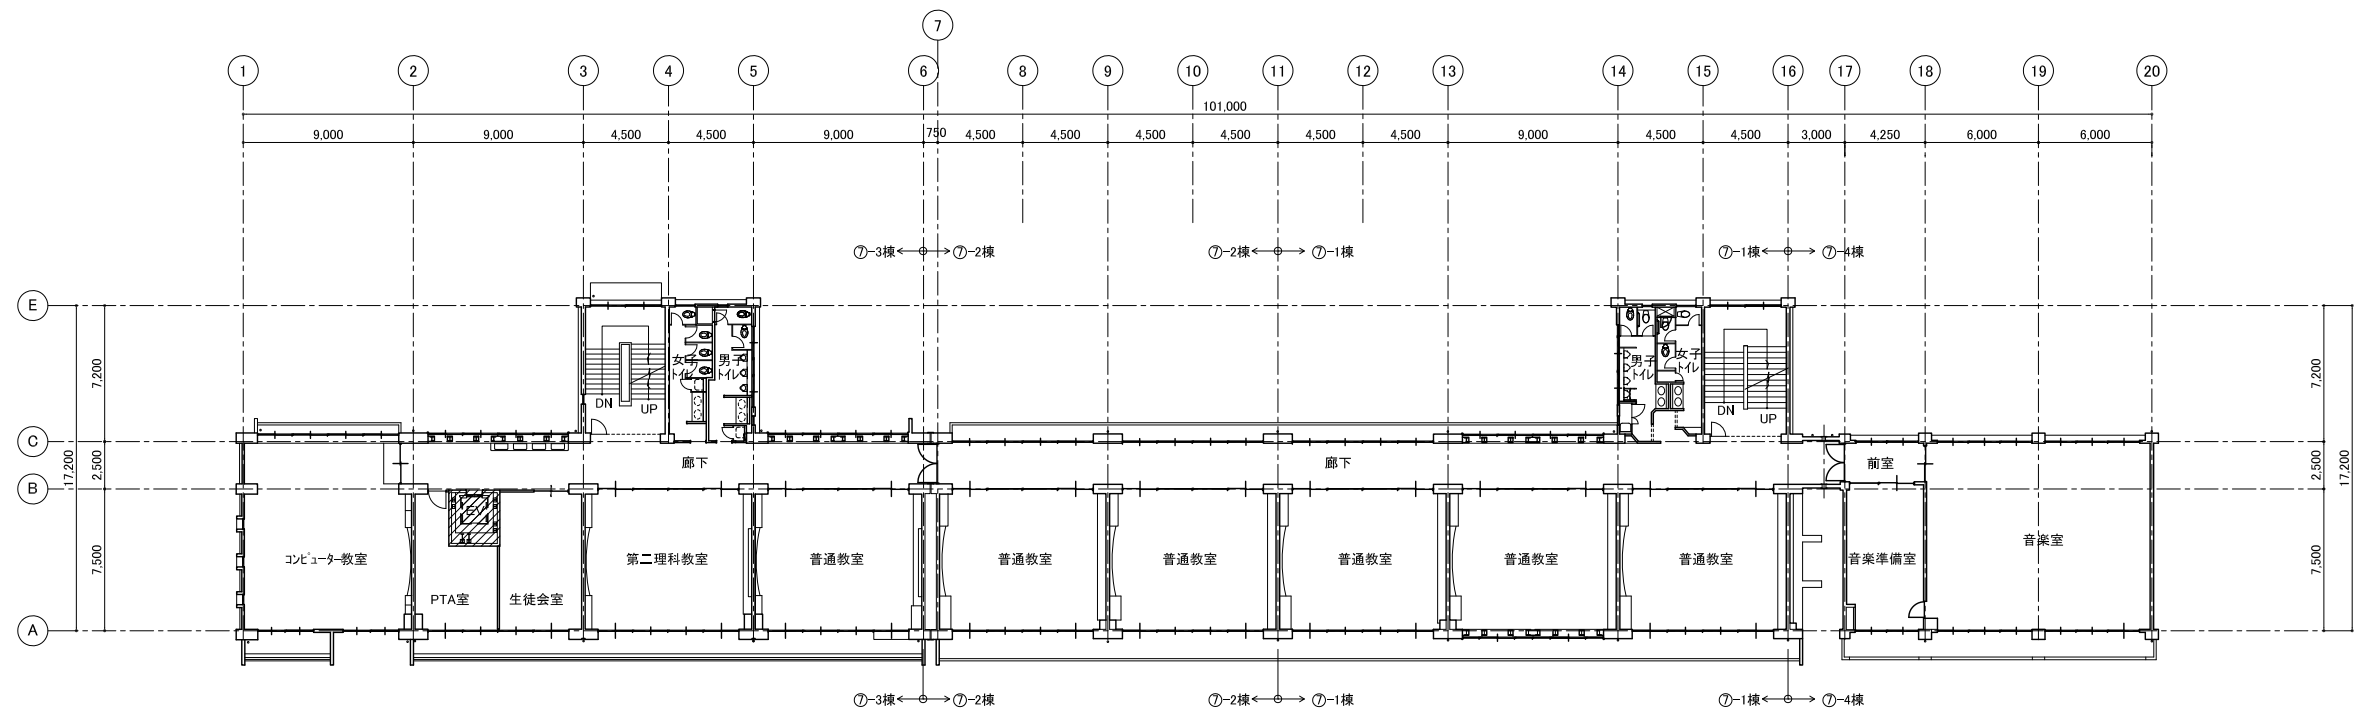 7
1 2 3 4 5 6 8 9 10 11 12 13 14 15 16 17 18 19 20
101,000
9,000 9,000 4,500 4,500 9,000 750 4,500 4,500 4,500 4,500 4,500 4,500 9,000 4,500 4,500 3,000 4,250 6,000 6,000
⑦-3棟 ⑦-2棟 ⑦-2棟 ⑦-1棟 ⑦-1棟 ⑦-4棟
E
女子
トイレ
男子
トイレ
男子
トイレ
女子
トイレ
7,200 7,200
DN UP DN UP
C
17,200 2,500 廊下 廊下 前室 2,500 17,200
B
EV
7,500 コンピューター教室 第二理科教室 普通教室 普通教室 普通教室 普通教室 普通教室 普通教室 音楽準備室 音楽室 7,500
PTA室 生徒会室
A
⑦-3棟 ⑦-2棟 ⑦-2棟 ⑦-1棟 ⑦-1棟 ⑦-4棟